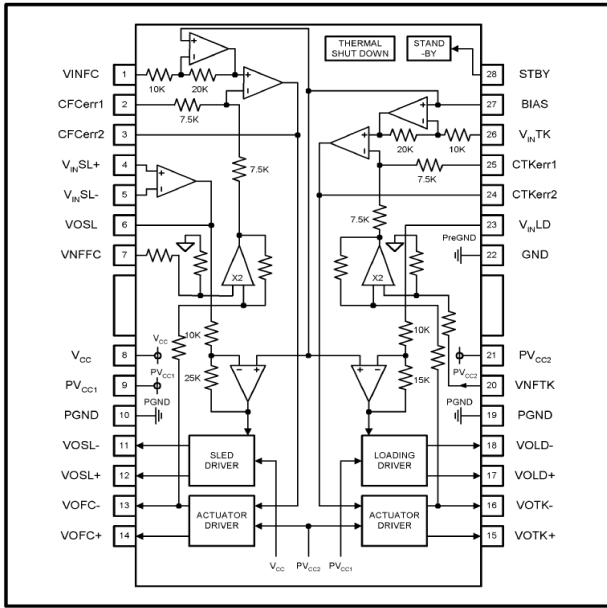 THERMAL
SHUT DOWN
STAND
-BY
VINFC
1
10K
20K
28
STBY
CFCerr1
2
7.5K
27
BIAS
CFCerr2
3
20K
10K
26
VINTK
VINSL+
4
7.5K
7.5K
25
CTKerr1
VINSL-
5
24
CTKerr2
VOSL
6
7.5K
23
VINLD
VNFFC
7
PreGND
22
GND
X2
X2
10K
10K
VCC
8
VCC
21
PVCC2
PVCC1
9
PVCC1
25K
15K
PVCC2
20
VNFTK
PGND
10
PGND
PGND
19
PGND
VOSL-
11
SLED
DRIVER
LOADING
DRIVER
18
VOLD-
VOSL+
12
17
VOLD+
VOFC-
13
ACTUATOR
DRIVER
ACTUATOR
DRIVER
16
VOTK-
VOFC+
14
15
VOTK+
VCC
PVCC2
PVCC1